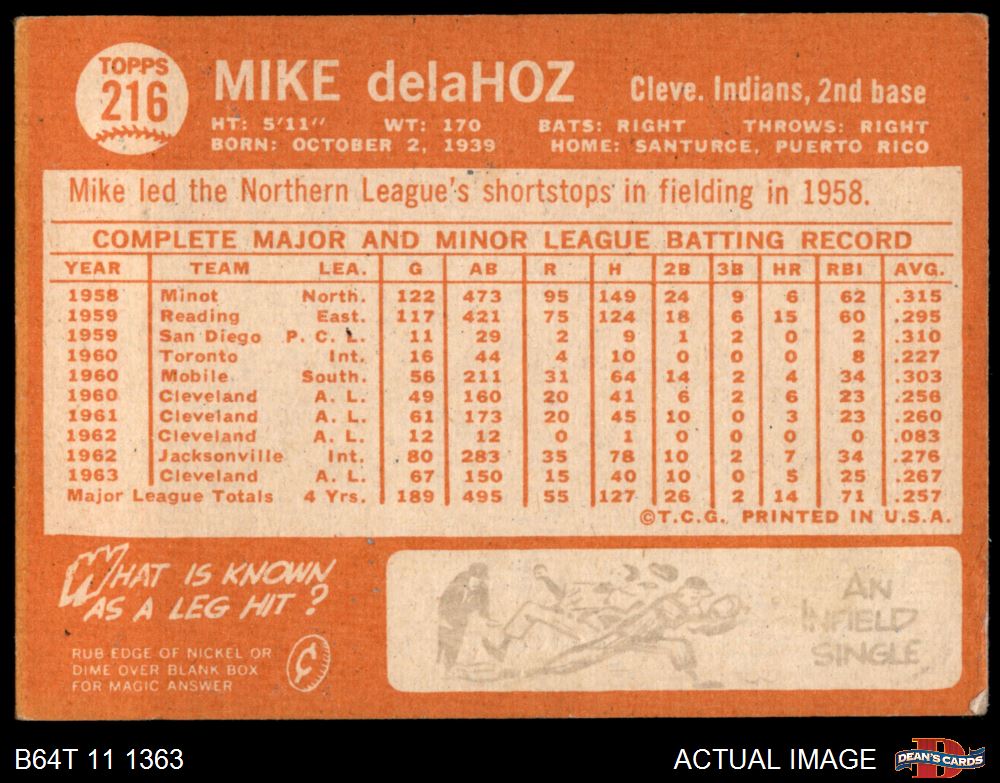 TOPPS
216
MIKE delaHOZ
Cleve. Indians, 2nd base
HT: 5'11" WT: 170 BATS: RIGHT THROWS: RIGHT
BORN: OCTOBER 2, 1939 HOME: SANTURCE, PUERTO RICO
Mike led the Northern League's shortstops in fielding in 1958.
COMPLETE MAJOR AND MINOR LEAGUE BATTING RECORD
YEAR TEAM LEA. G AB R H 2B 3B HR RBI AVG.
1958 Minot North. 122 473 95 149 24 9 6 62 .315
1959 Reading East. 117 421 75 124 18 6 15 60 .295
1959 San Diego P. C. L. 11 29 2 9 1 2 0 2 .310
1960 Toronto Int. 16 44 4 10 0 0 0 8 .227
1960 Mobile South. 56 211 31 64 14 2 4 34 .303
1960 Cleveland A. L. 49 160 20 41 6 2 6 23 .256
1961 Cleveland A. L. 61 173 20 45 10 0 3 23 .260
1962 Cleveland A. L. 12 12 0 1 0 0 0 0 .083
1962 Jacksonville Int. 80 283 35 78 10 2 7 34 .276
1963 Cleveland A. L. 67 150 15 40 10 0 5 25 .267
Major League Totals 4 Yrs. 189 495 55 127 26 2 14 71 .257
©T.C.G. PRINTED IN U.S.A.
WHAT IS KNOWN
AS A LEG HIT?
RUB EDGE OF NICKEL OR
DIME OVER BLANK BOX
FOR MAGIC ANSWER
¢
AN
INFIELD
SINGLE
B64T 11 1363
ACTUAL IMAGE
D
DEAN'S CARDS